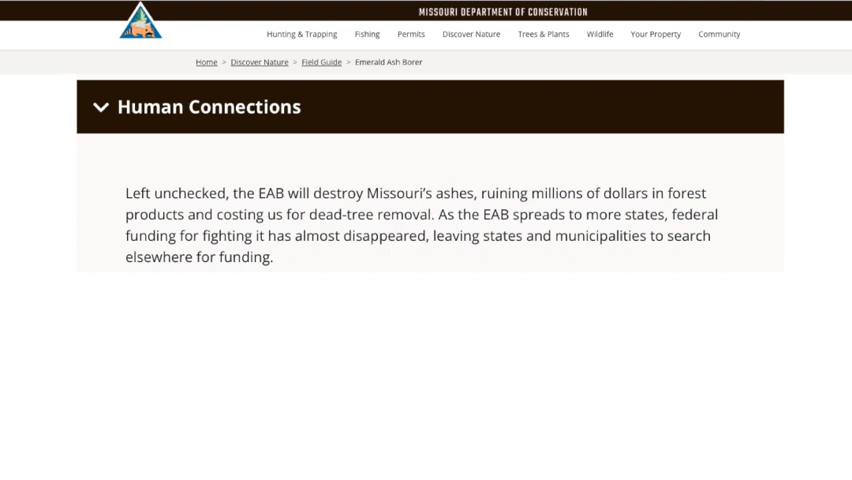 MISSOURI DEPARTMENT OF CONSERVATION
Hunting & Trapping Fishing Permits Discover Nature Trees & Plants Wildlife Your Property Community
Home > Discover Nature > Field Guide > Emerald Ash Borer
Human Connections
Left unchecked, the EAB will destroy Missouri's ashes, ruining millions of dollars in forest
products and costing us for dead-tree removal. As the EAB spreads to more states, federal
funding for fighting it has almost disappeared, leaving states and municipalities to search
elsewhere for funding.